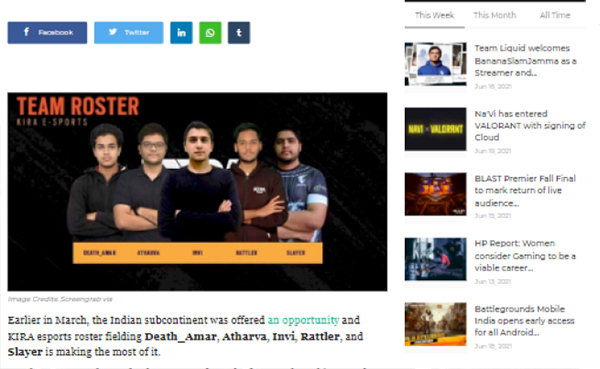 Facebook
Twitter
TEAM ROSTER
KIRA E-SPORTS
DEATH_AMAR ATHARVA INVI RATTLER SLAYER
Image Credits: Screengrab via
Earlier in March, the Indian subcontinent was offered an opportunity and
KIRA esports roster fielding Death_Amar, Atharva, Invi, Rattler, and
Slayer is making the most of it.
This Week This Month All Time
Team Liquid welcomes
BananaSlamJamma as a
Streamer and...
Jun 16, 2021
NAVI VALORANT
Na'Vi has entered
VALORANT with signing of
Cloud
Jun 19, 2021
BLAST Premier Fall Final
to mark return of live
audience...
Jun 15, 2021
HP Report: Women
consider Gaming to be a
viable career...
Jun 13, 2021
Battlegrounds Mobile
India opens early access
for all Android...
Jun 19, 2021